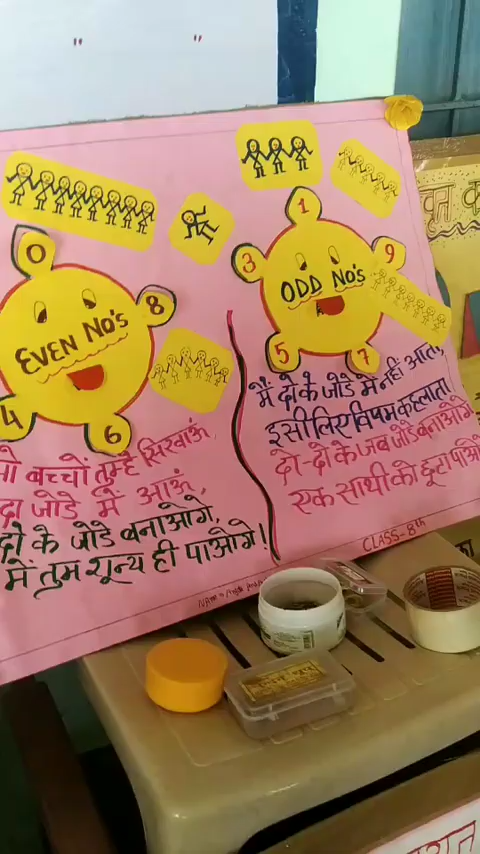 " "
0
8
EVEN NO'S
4
6
1
3
9
ODD NO'S
5
7
बच्चों तुम्हें सिखाऊं
जोड़े में आऊं,
दो के जोड़े बनाओगे,
में तुम शून्य ही पाओगे!
मैं दो के जोड़े में नहीं आता,
इसीलिए विषम कहलाता
दो-दो के जब जोड़े बनाओगे
एक साथी को छूटा
CLASS-8th